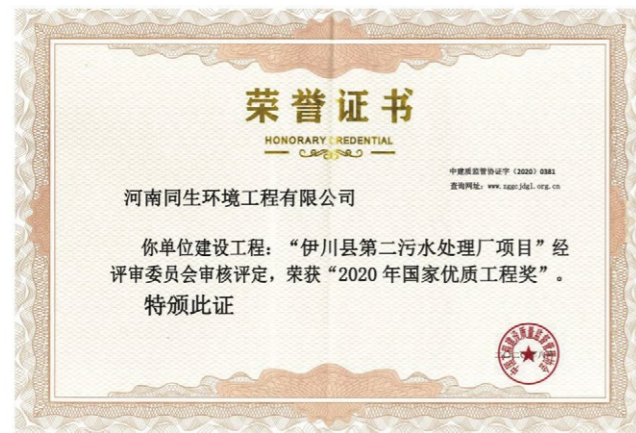 荣誉证书
HONORARY CREDENTIAL
中建质监管协证字（2020）0381
查询网址：www.zggcjdgl.org.cn
河南同生环境工程有限公司
你单位建设工程：“伊川县第二污水处理厂项目”经
评审委员会审核评定，荣获“2020年国家优质工程奖”。
特颁此证